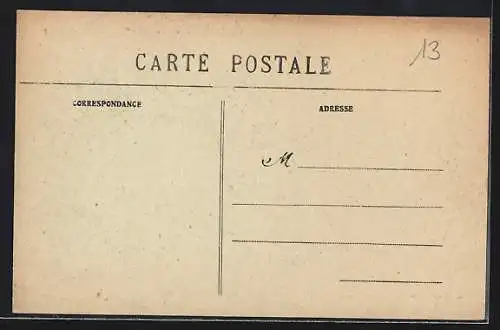 13
CARTE POSTALE
CORRESPONDANCE
ADRESSE
M